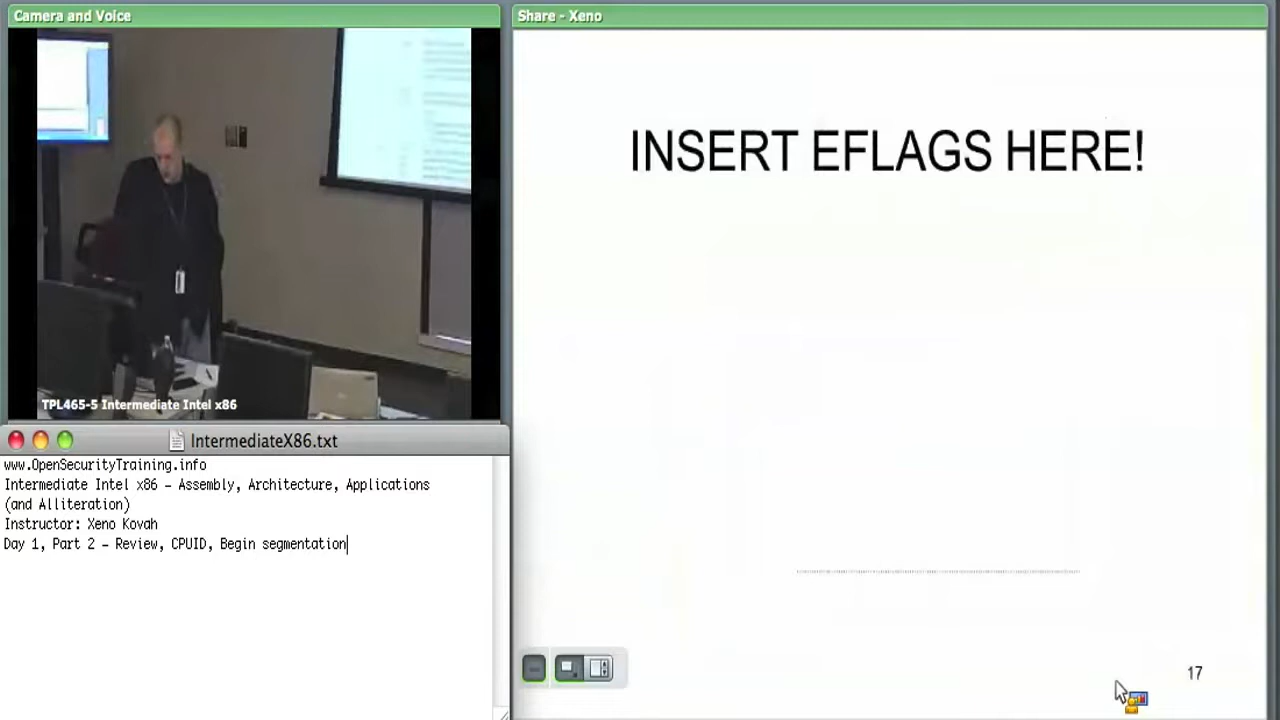 Camera and Voice
Share - Xeno
INSERT EFLAGS HERE!
TPL465-5 Intermediate Intel x86
IntermediateX86.txt
www.OpenSecurityTraining.info
Intermediate Intel x86 – Assembly, Architecture, Applications
(and Alliteration)
Instructor: Xeno Kovah
Day 1, Part 2 – Review, CPUID, Begin segmentation
17